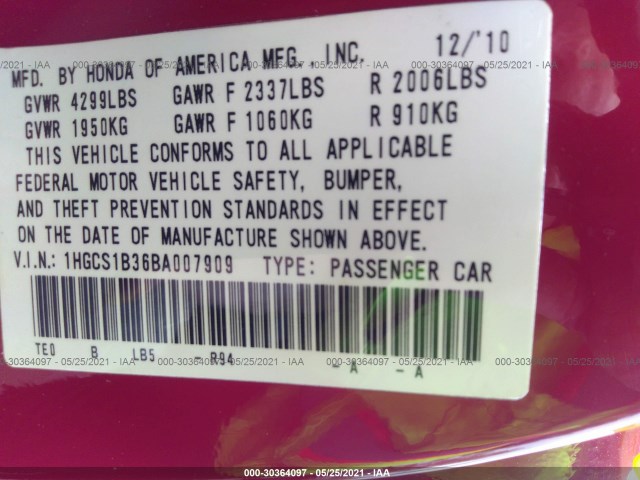 MFD. BY HONDA OF AMERICA MFG., INC. 12/'10
GVWR 4299LBS GAWR F 2337LBS R 2006LBS
GVWR 1950KG GAWR F 1060KG R 910KG
THIS VEHICLE CONFORMS TO ALL APPLICABLE
FEDERAL MOTOR VEHICLE SAFETY, BUMPER,
AND THEFT PREVENTION STANDARDS IN EFFECT
ON THE DATE OF MANUFACTURE SHOWN ABOVE.
V.I.N.: 1HGCS1B36BA007909 TYPE: PASSENGER CAR
TE0 B LB5 - R94 - A - A
000-30364097 - 05/25/2021 - IAA